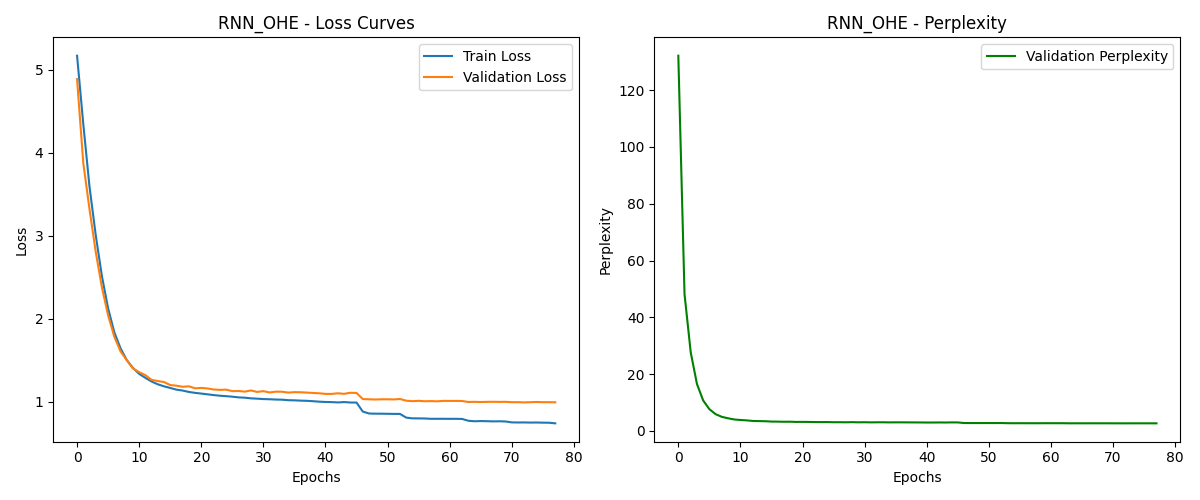 RNN_OHE - Loss Curves
Train Loss
Validation Loss
5
4
3
2
1
Loss
0 10 20 30 40 50 60 70 80
Epochs
RNN_OHE - Perplexity
Validation Perplexity
120
100
80
60
40
20
0
Perplexity
0 10 20 30 40 50 60 70 80
Epochs